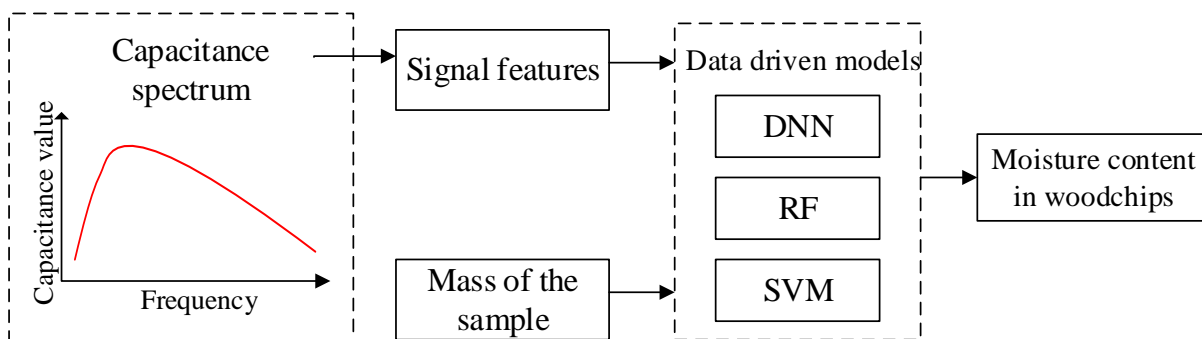 Capacitance
spectrum
Capacitance value
Frequency
Signal features
Mass of the
sample
Data driven models
DNN
RF
SVM
Moisture content
in woodchips